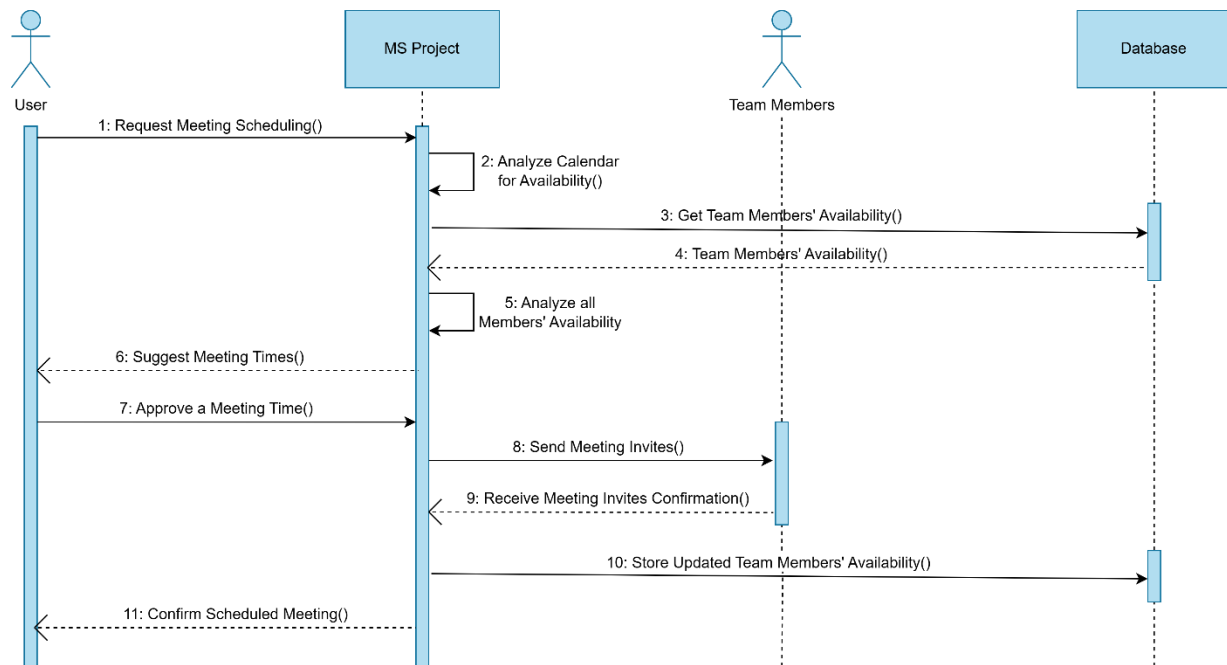 MS Project
Database
User
Team Members
1: Request Meeting Scheduling()
2: Analyze Calendar
for Availability()
3: Get Team Members' Availability()
4: Team Members' Availability()
5: Analyze all
Members' Availability
6: Suggest Meeting Times()
7: Approve a Meeting Time()
8: Send Meeting Invites()
9: Receive Meeting Invites Confirmation()
10: Store Updated Team Members' Availability()
11: Confirm Scheduled Meeting()